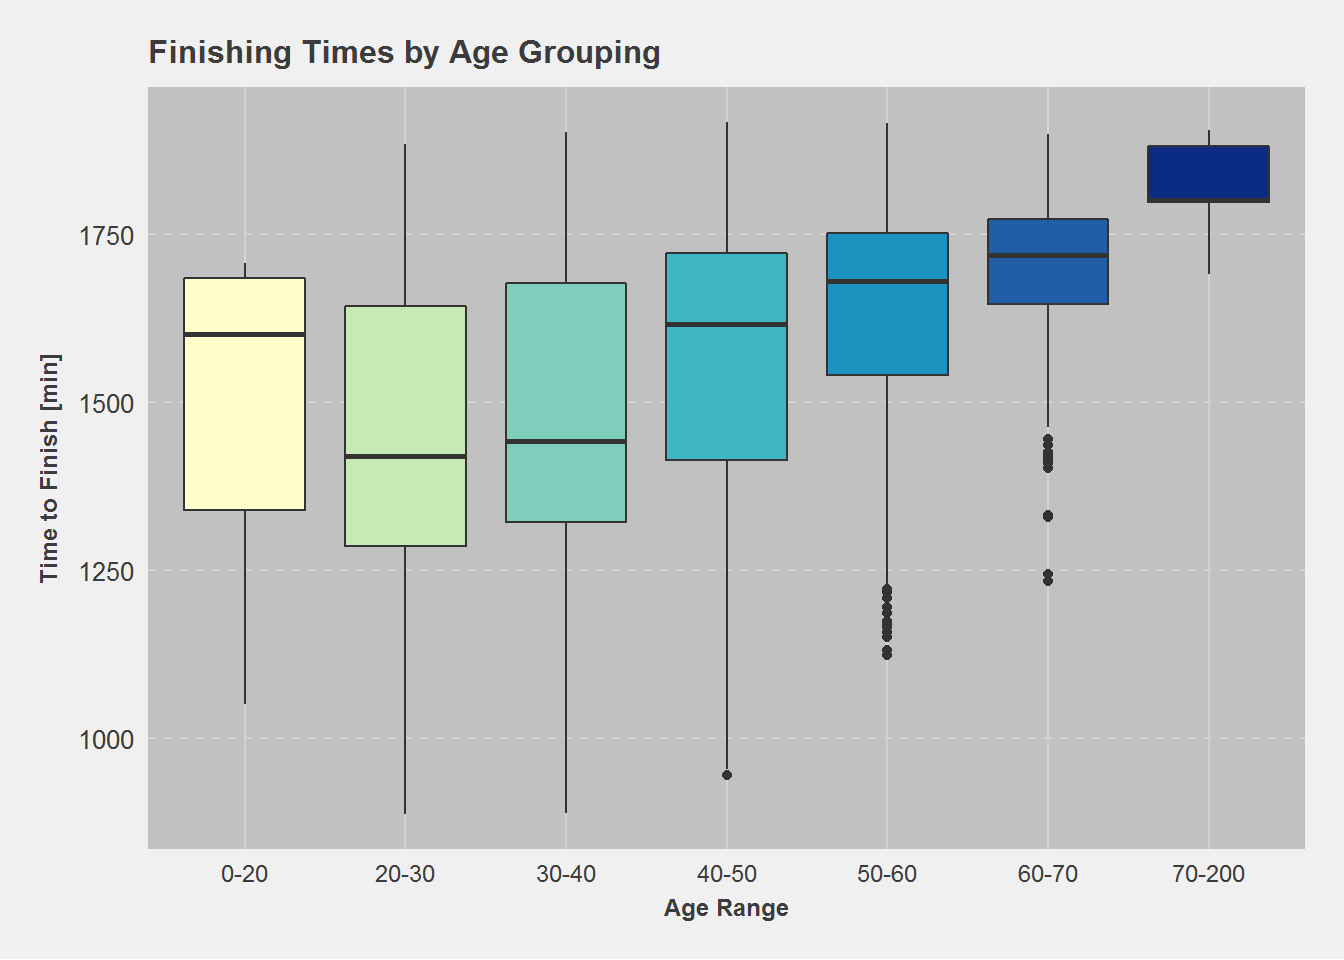 Finishing Times by Age Grouping
Time to Finish [min]
1750
1500
1250
1000
0-20 20-30 30-40 40-50 50-60 60-70 70-200
Age Range